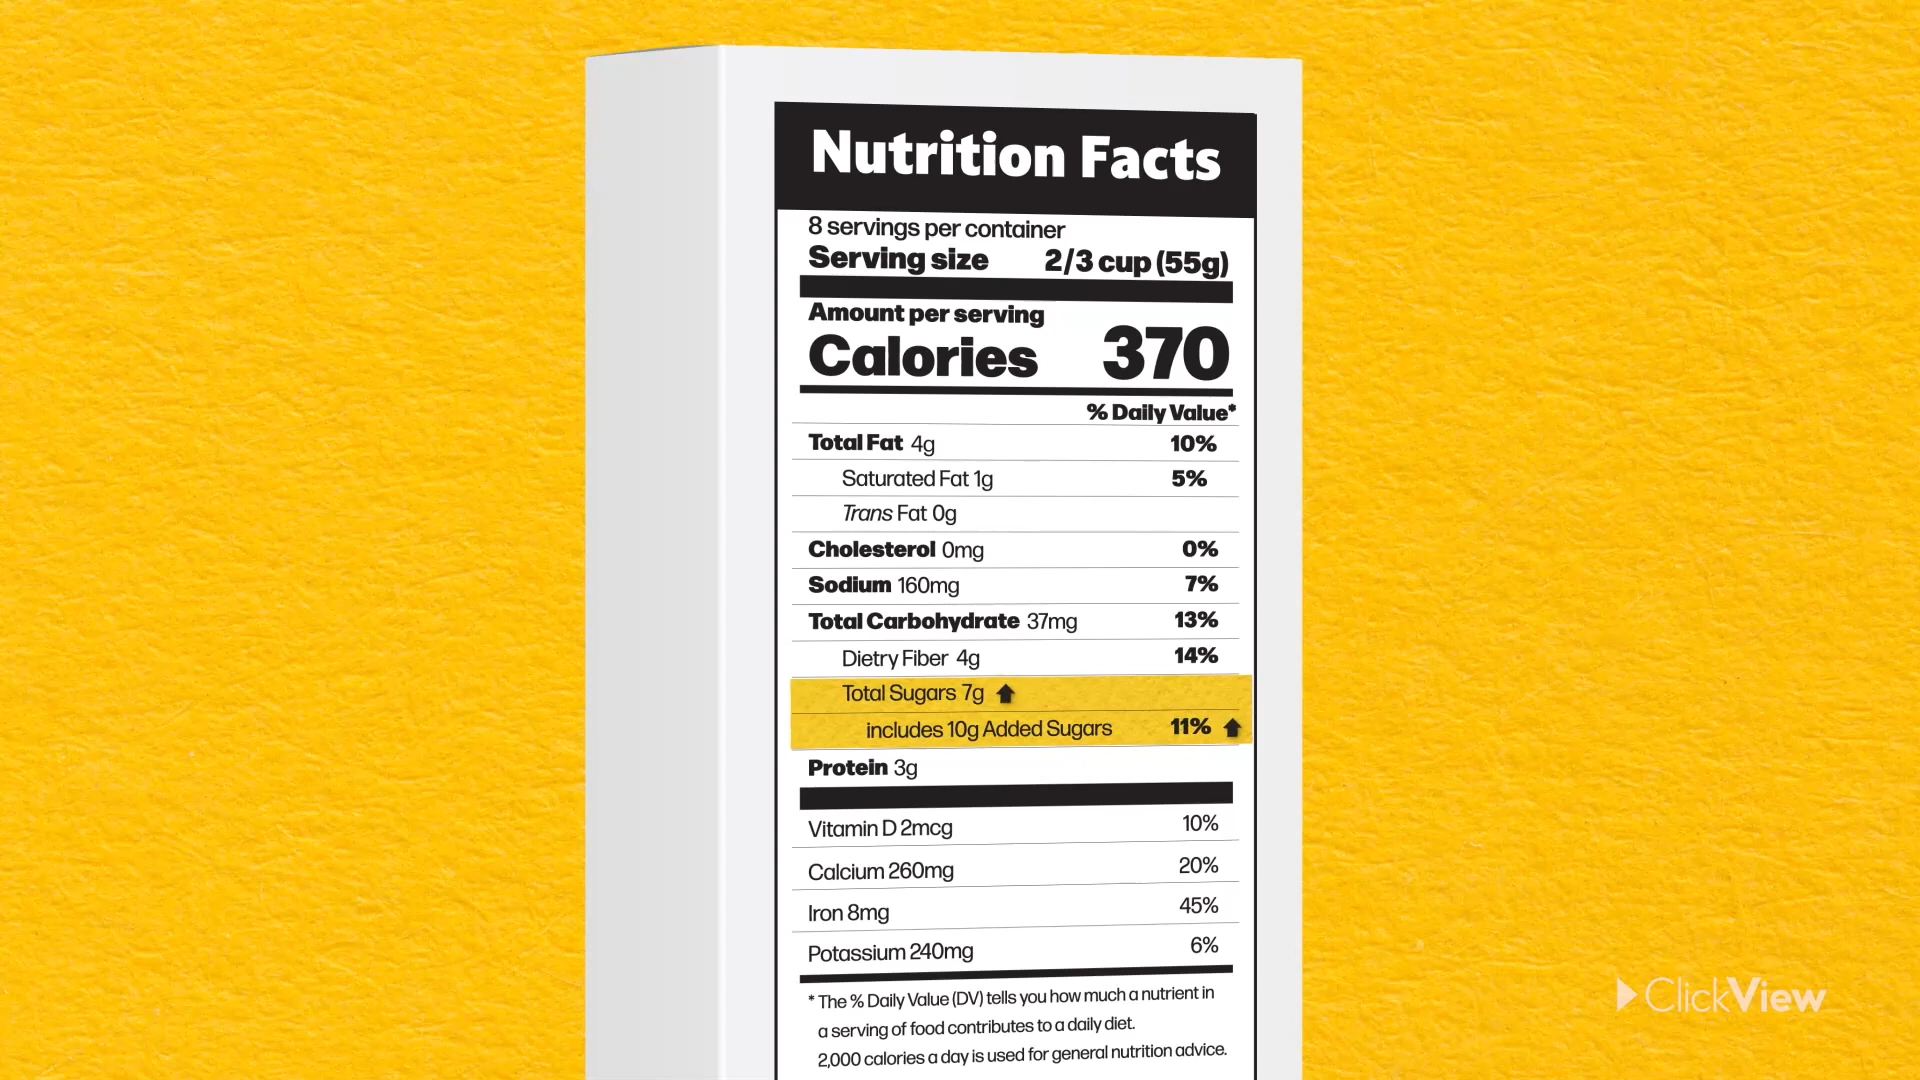 Nutrition Facts
8 servings per container
Serving size 2/3 cup (55g)
Amount per serving
Calories 370
% Daily Value*
Total Fat 4g 10%
Saturated Fat 1g 5%
Trans Fat 0g
Cholesterol 0mg 0%
Sodium 160mg 7%
Total Carbohydrate 37mg 13%
Dietry Fiber 4g 14%
Total Sugars 7g
includes 10g Added Sugars 11%
Protein 3g
Vitamin D 2mcg 10%
Calcium 260mg 20%
Iron 8mg 45%
Potassium 240mg 6%
* The % Daily Value (DV) tells you how much a nutrient in
a serving of food contributes to a daily diet.
2,000 calories a day is used for general nutrition advice.
ClickView